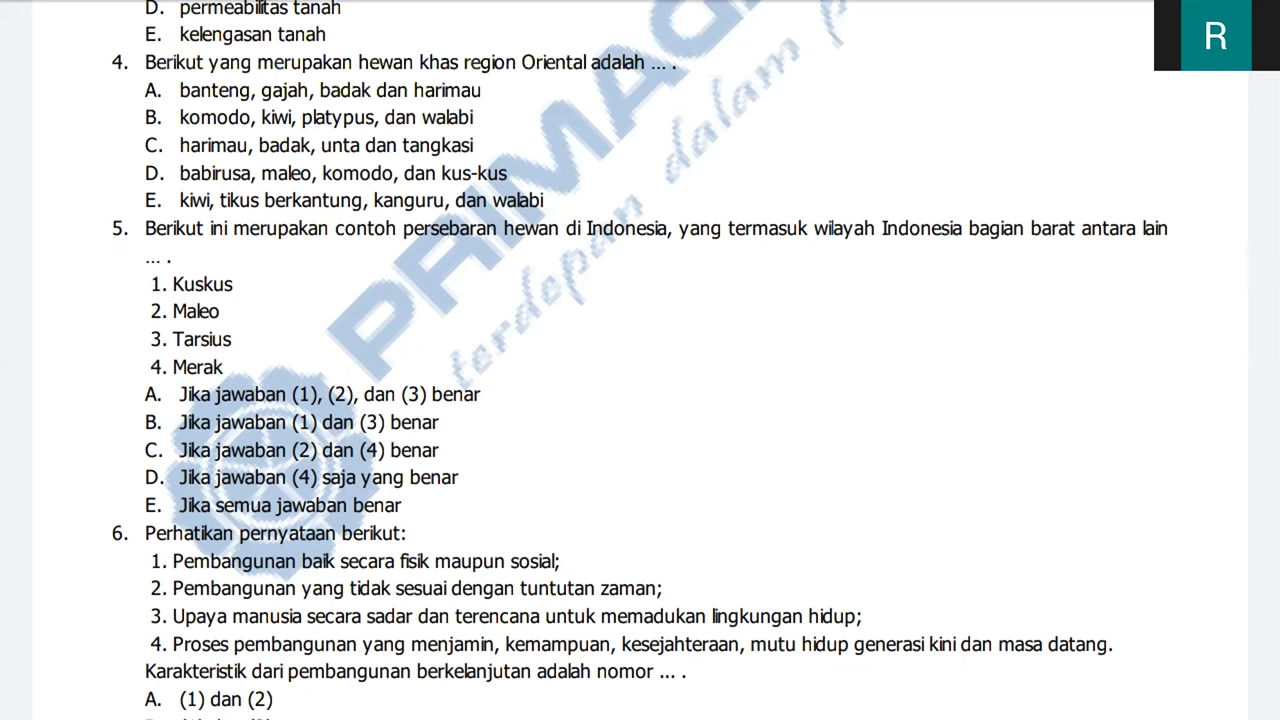 D. permeabilitas tanah
E. kelengasan tanah
4. Berikut yang merupakan hewan khas region Oriental adalah ... .
A. banteng, gajah, badak dan harimau
B. komodo, kiwi, platypus, dan walabi
C. harimau, badak, unta dan tangkasi
D. babirusa, maleo, komodo, dan kus-kus
E. kiwi, tikus berkantung, kanguru, dan walabi
5. Berikut ini merupakan contoh persebaran hewan di Indonesia, yang termasuk wilayah Indonesia bagian barat antara lain
... .
1. Kuskus
2. Maleo
3. Tarsius
4. Merak
A. Jika jawaban (1), (2), dan (3) benar
B. Jika jawaban (1) dan (3) benar
C. Jika jawaban (2) dan (4) benar
D. Jika jawaban (4) saja yang benar
E. Jika semua jawaban benar
6. Perhatikan pernyataan berikut:
1. Pembangunan baik secara fisik maupun sosial;
2. Pembangunan yang tidak sesuai dengan tuntutan zaman;
3. Upaya manusia secara sadar dan terencana untuk memadukan lingkungan hidup;
4. Proses pembangunan yang menjamin, kemampuan, kesejahteraan, mutu hidup generasi kini dan masa datang.
Karakteristik dari pembangunan berkelanjutan adalah nomor ... .
A. (1) dan (2)
R
PRIMAG
terdepan dalam p